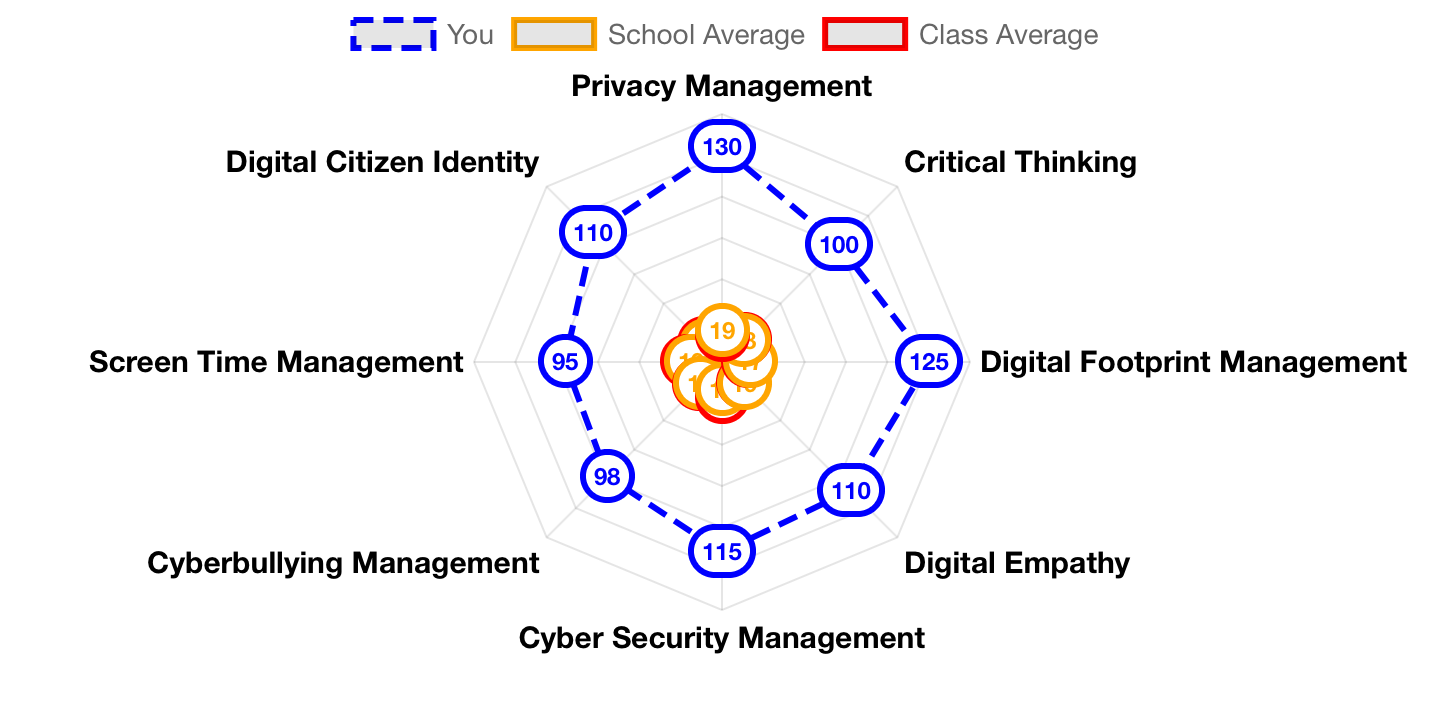 You School Average Class Average
Privacy Management
Digital Citizen Identity
Critical Thinking
130
110
100
19
Screen Time Management
95
125
Digital Footprint Management
98
110
115
Cyberbullying Management
Digital Empathy
Cyber Security Management